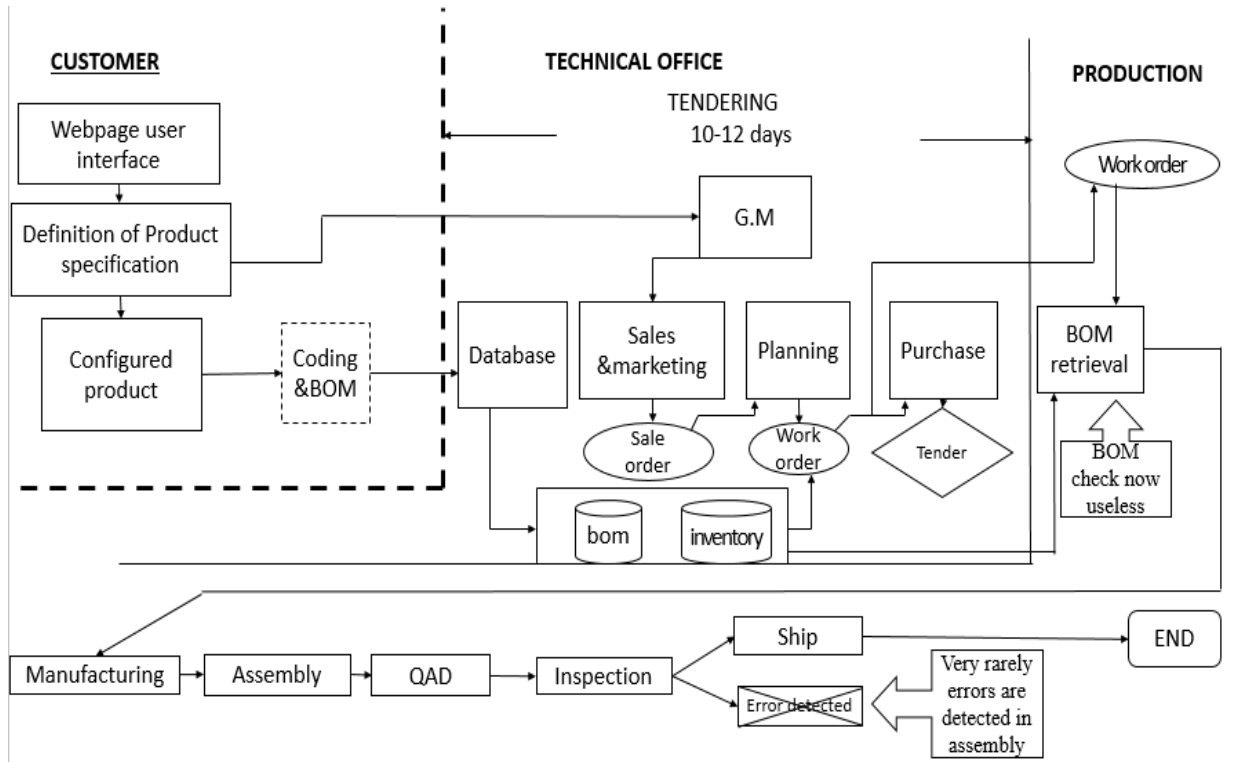 CUSTOMER
TECHNICAL OFFICE
PRODUCTION
TENDERING
10-12 days
Webpage user
interface
Work order
G.M
Definition of Product
specification
Configured
product
Coding
&BOM
Database
Sales
&marketing
Planning
Purchase
BOM
retrieval
Sale
order
Work
order
Tender
BOM
check now
useless
bom
inventory
Manufacturing
Assembly
QAD
Inspection
Ship
END
Error detected
Very rarely
errors are
detected in
assembly